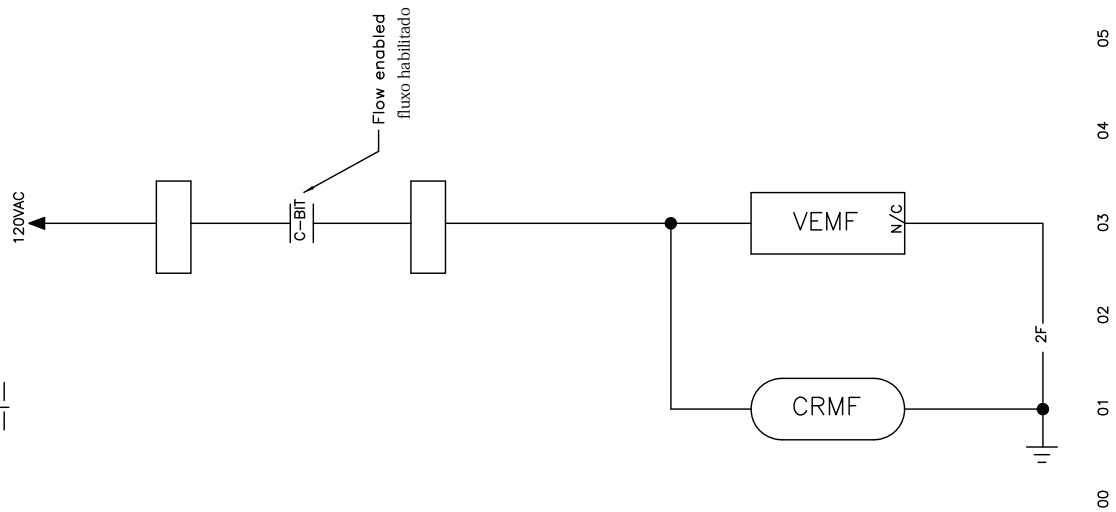 120VAC
C-BIT
Flow enabled
fluxo habilitado
VEMF
N/C
2F
CRMF
05
04
03
02
01
00